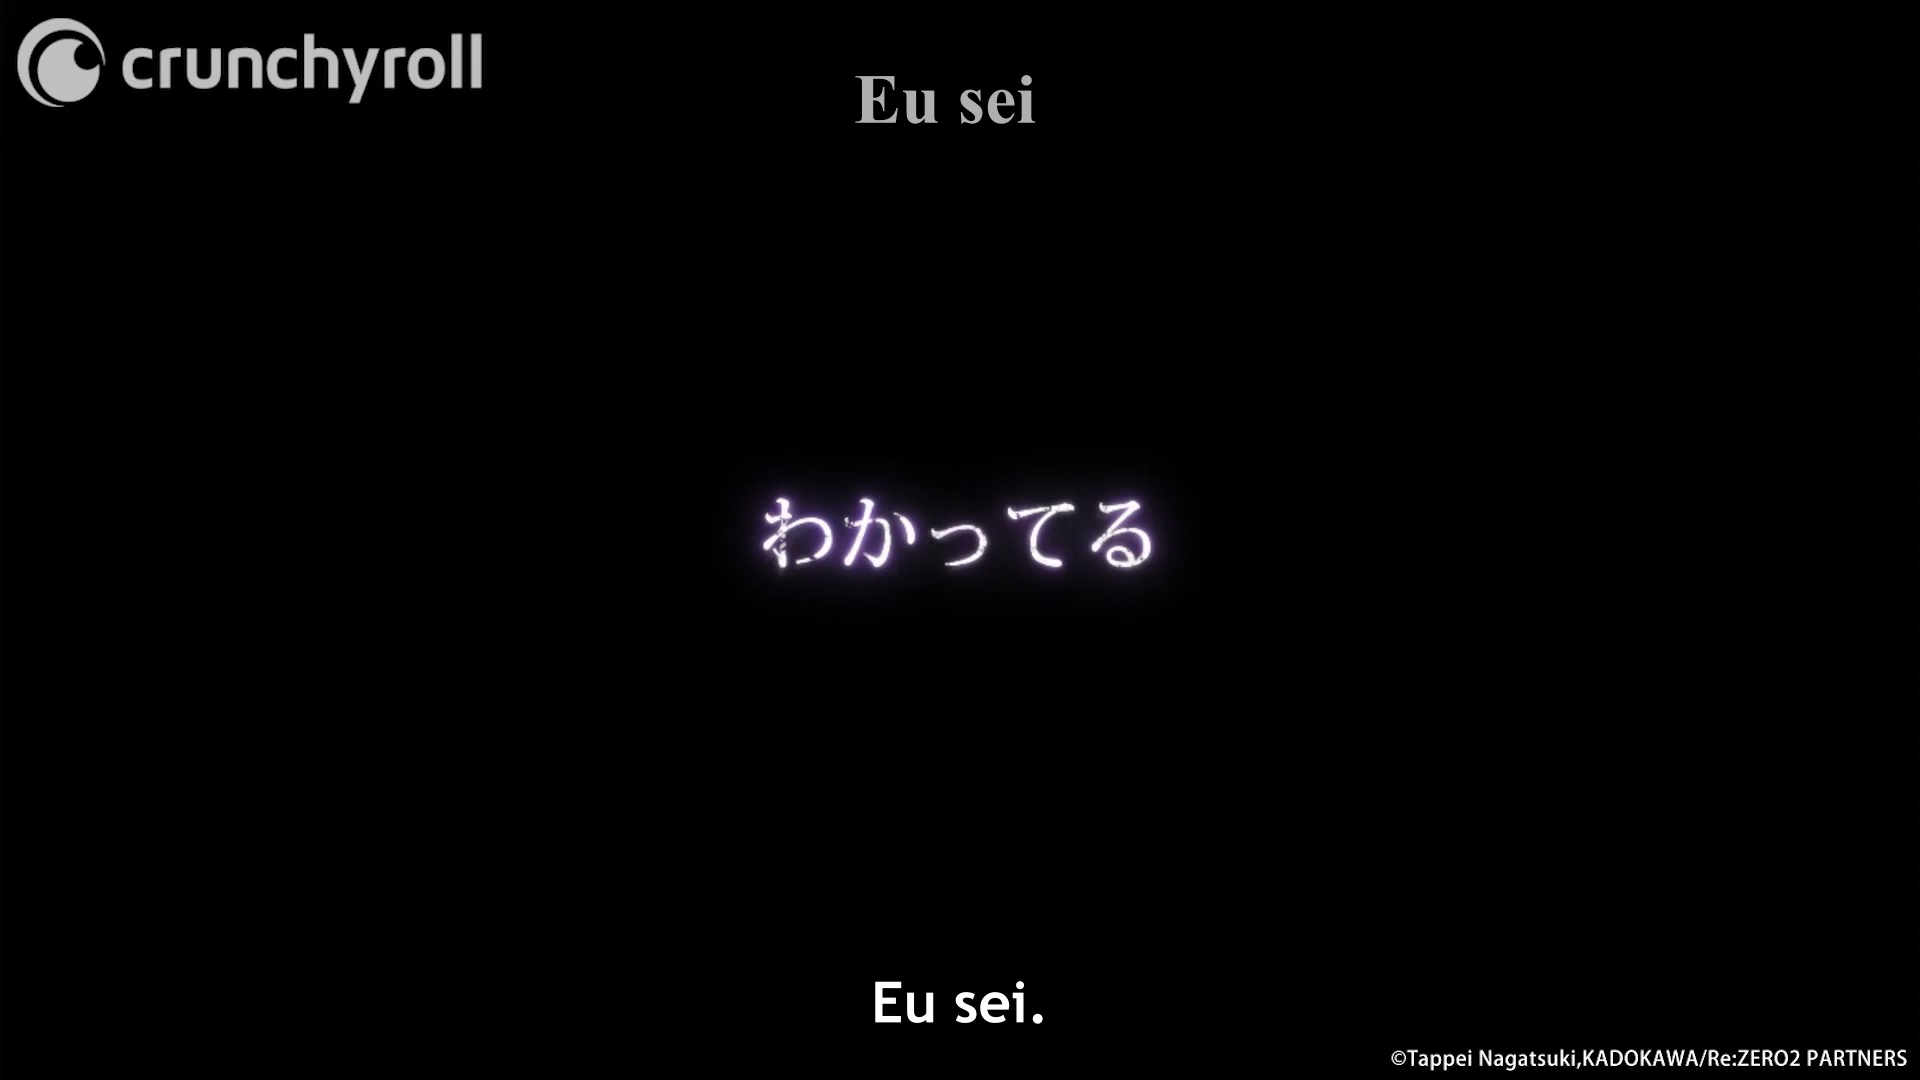 crunchyroll
Eu sei
わかってる
Eu sei.
©Tappei Nagatsuki,KADOKAWA/Re:ZERO2 PARTNERS